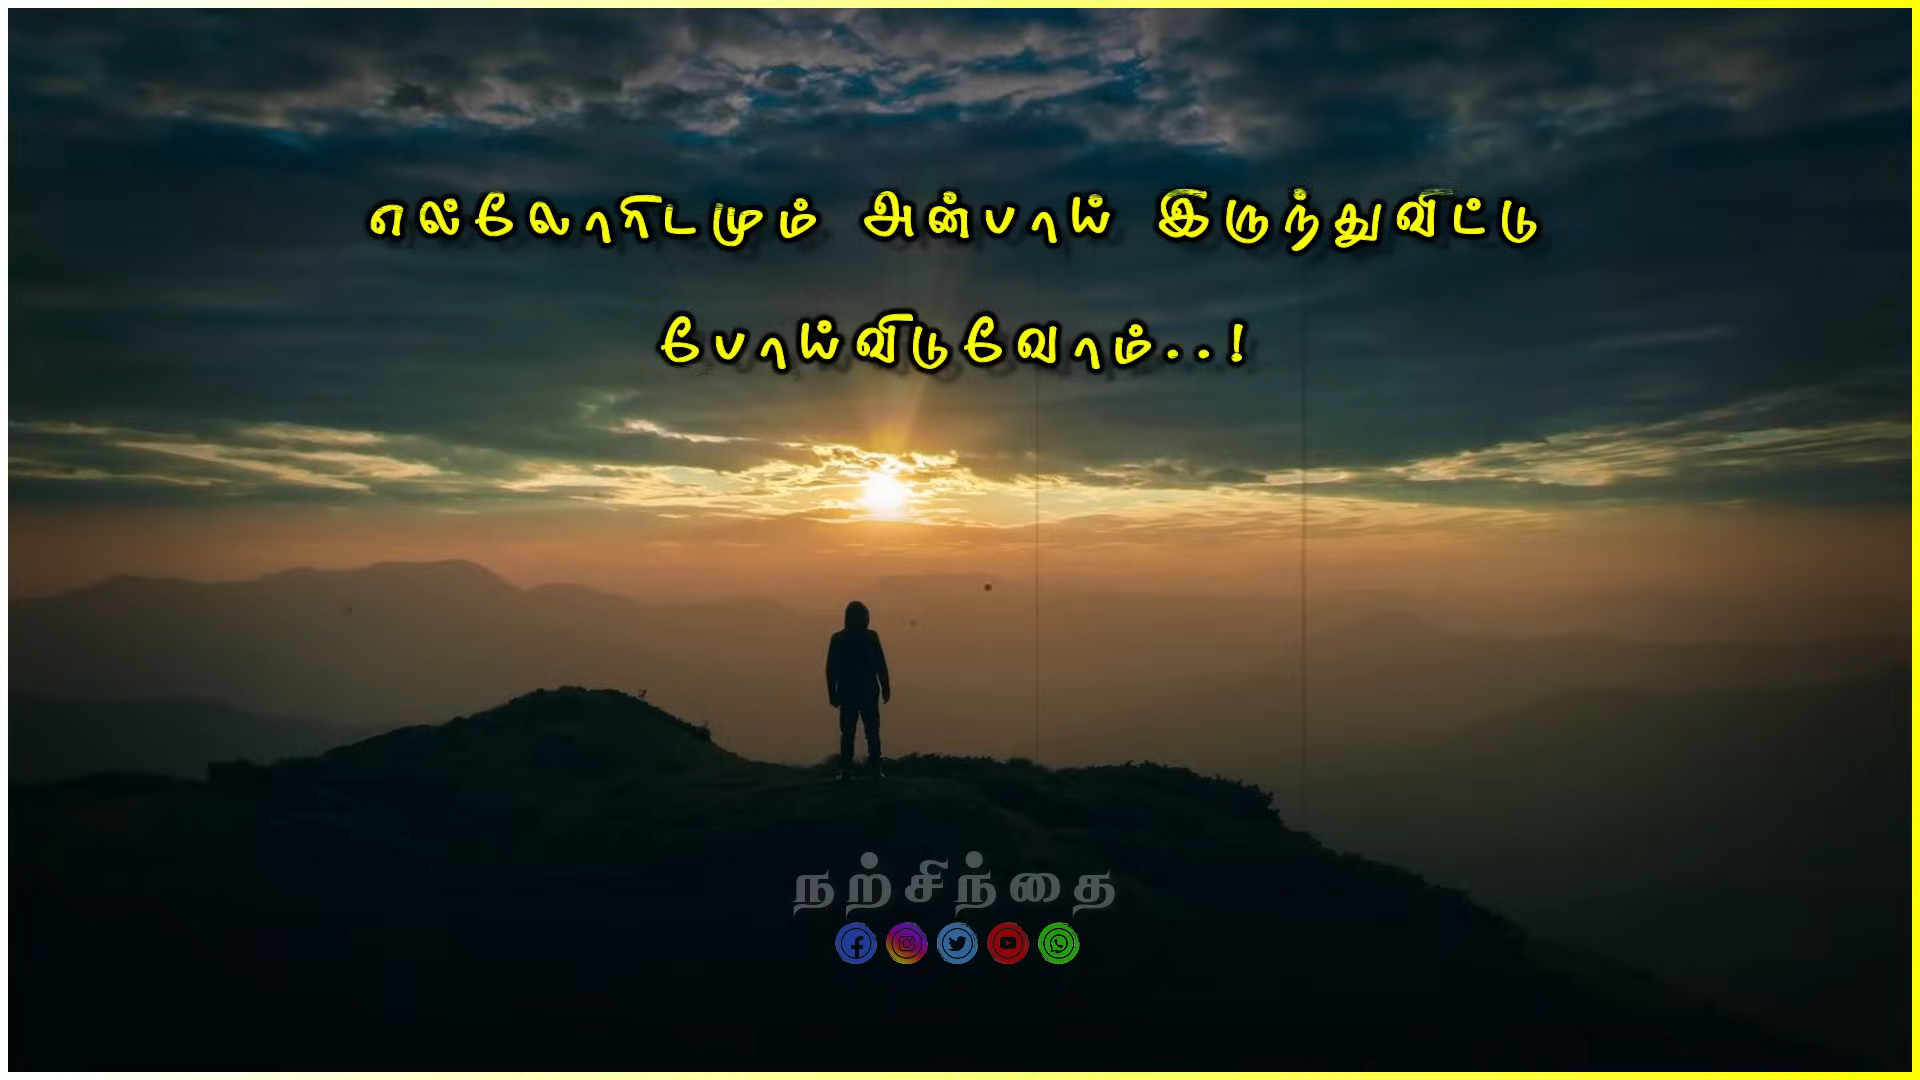 எல்லோரிடமும் அன்பாய் இருந்துவிட்டு
போய்விடுவோம்..!
நற்சிந்தை